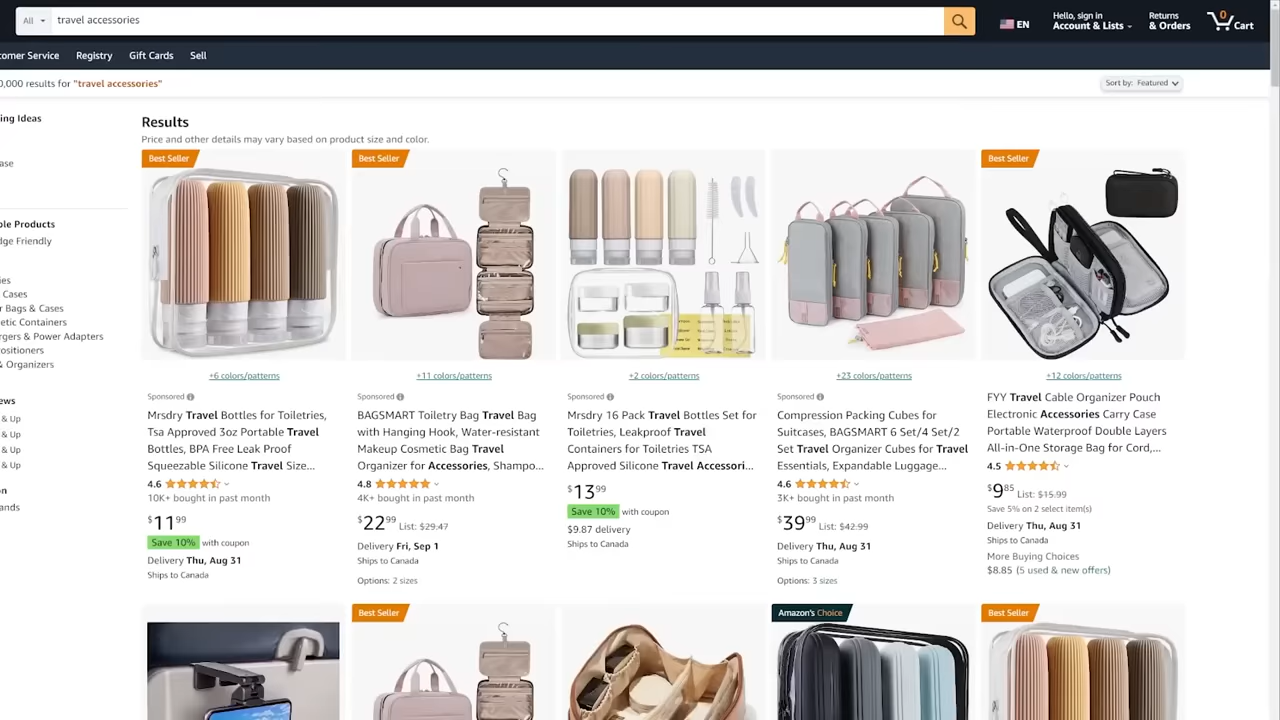 All
travel accessories
EN
Hello, sign in
Account & Lists
Returns
& Orders
0
Cart
tomer Service
Registry
Gift Cards
Sell
0,000 results for "travel accessories"
Sort by: Featured
ing Ideas
ase
ble Products
dge Friendly
ies
Cases
r Bags & Cases
etic Containers
rgers & Power Adapters
ositioners
& Organizers
ews
& Up
& Up
& Up
& Up
on
ands
Results
Price and other details may vary based on product size and color.
Best Seller
+6 colors/patterns
Sponsored
Mrsdry Travel Bottles for Toiletries,
Tsa Approved 3oz Portable Travel
Bottles, BPA Free Leak Proof
Squeezable Silicone Travel Size...
4.6
10K+ bought in past month
$11 99
Save 10% with coupon
Delivery Thu, Aug 31
Ships to Canada
Best Seller
+11 colors/patterns
Sponsored
BAGSMART Toiletry Bag Travel Bag
with Hanging Hook, Water-resistant
Makeup Cosmetic Bag Travel
Organizer for Accessories, Shampo...
4.8
4K+ bought in past month
$22 99 List: $29.47
Delivery Fri, Sep 1
Ships to Canada
Options: 2 sizes
+2 colors/patterns
Sponsored
Mrsdry 16 Pack Travel Bottles Set for
Toiletries, Leakproof Travel
Containers for Toiletries TSA
Approved Silicone Travel Accessori...
$13 99
Save 10% with coupon
$9.87 delivery
Ships to Canada
+23 colors/patterns
Sponsored
Compression Packing Cubes for
Suitcases, BAGSMART 6 Set/4 Set/2
Set Travel Organizer Cubes for Travel
Essentials, Expandable Luggage...
4.6
3K+ bought in past month
$39 99 List: $42.99
Delivery Thu, Aug 31
Ships to Canada
Options: 3 sizes
Best Seller
+12 colors/patterns
FYY Travel Cable Organizer Pouch
Electronic Accessories Carry Case
Portable Waterproof Double Layers
All-in-One Storage Bag for Cord,...
4.5
$9 85 List: $15.99
Save 5% on 2 select item(s)
Delivery Thu, Aug 31
Ships to Canada
More Buying Choices
$8.85 (5 used & new offers)
Best Seller
Amazon's Choice
Best Seller